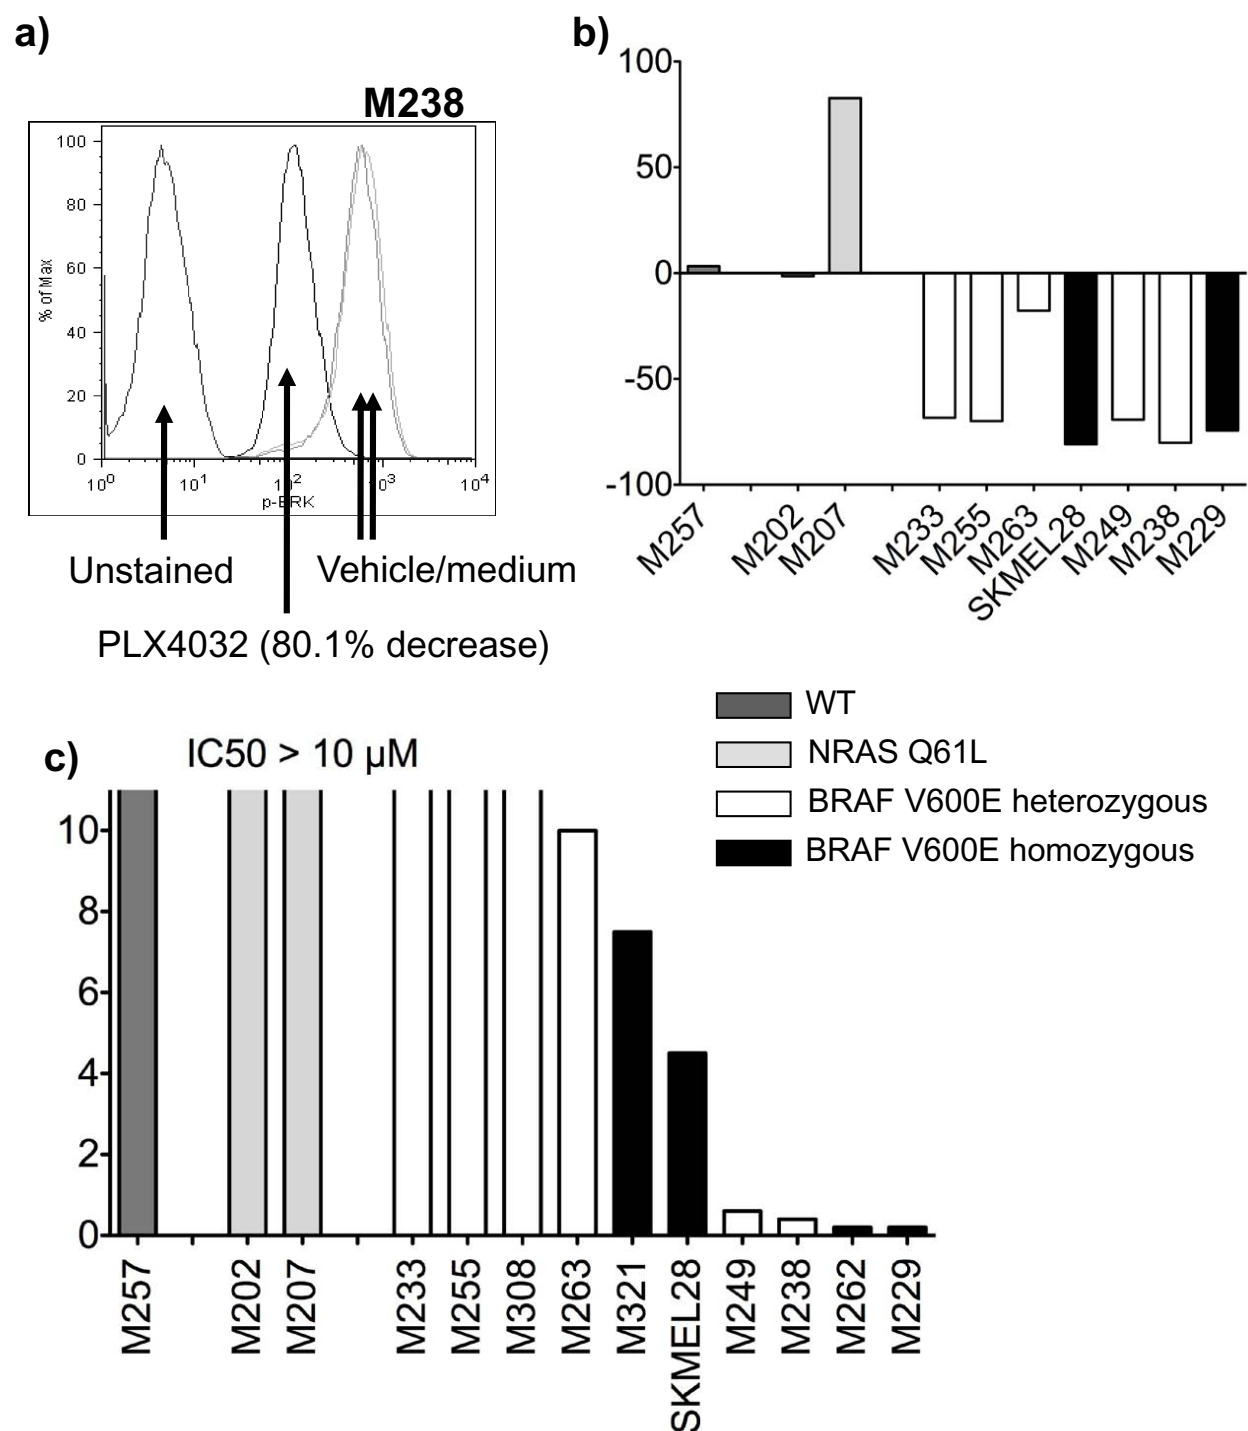 a)
M238
100
80
60
40
20
0
% of Max
10^0 10^1 10^2 10^3 10^4
p-ERK
Unstained
Vehicle/medium
PLX4032 (80.1% decrease)
b)
100
50
0
-50
-100
M257
M202
M207
M233
M255
M263
SKMEL28
M249
M238
M229
WT
NRAS Q61L
BRAF V600E heterozygous
BRAF V600E homozygous
c)
IC50 > 10 µM
10
8
6
4
2
0
M257
M202
M207
M233
M255
M308
M263
M321
SKMEL28
M249
M238
M262
M229